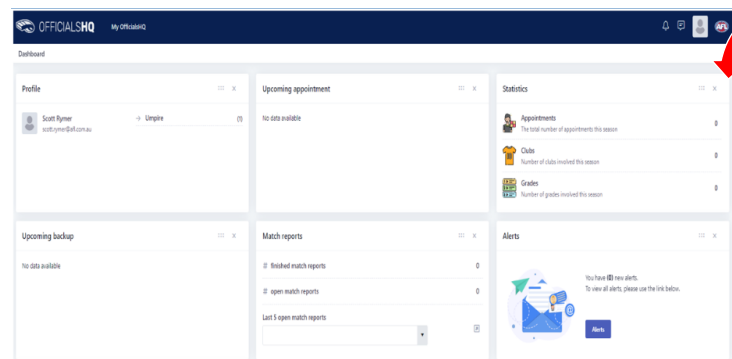 OFFICIALSHQ My OfficialsHQ AFL
Dashboard
Profile
Scott Rymer → Umpire (1)
scott.rymer@afl.com.au
Upcoming appointment
No data available
Statistics
Appointments 0
The total number of appointments this season
Clubs 0
Number of clubs involved this season
Grades 0
Number of grades involved this season
Upcoming backup
No data available
Match reports
# finished match reports 0
# open match reports 0
Last 5 open match reports
Alerts
You have (0) new alerts.
To view all alerts, please use the link below.
Alerts